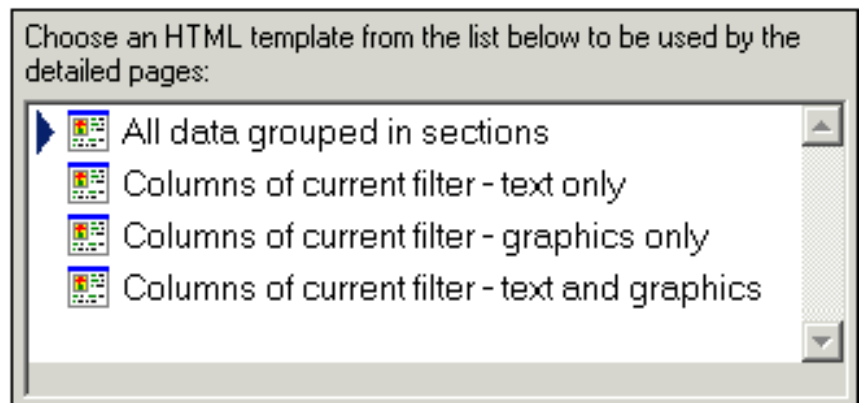 Choose an HTML template from the list below to be used by the
detailed pages:
All data grouped in sections
Columns of current filter - text only
Columns of current filter - graphics only
Columns of current filter - text and graphics